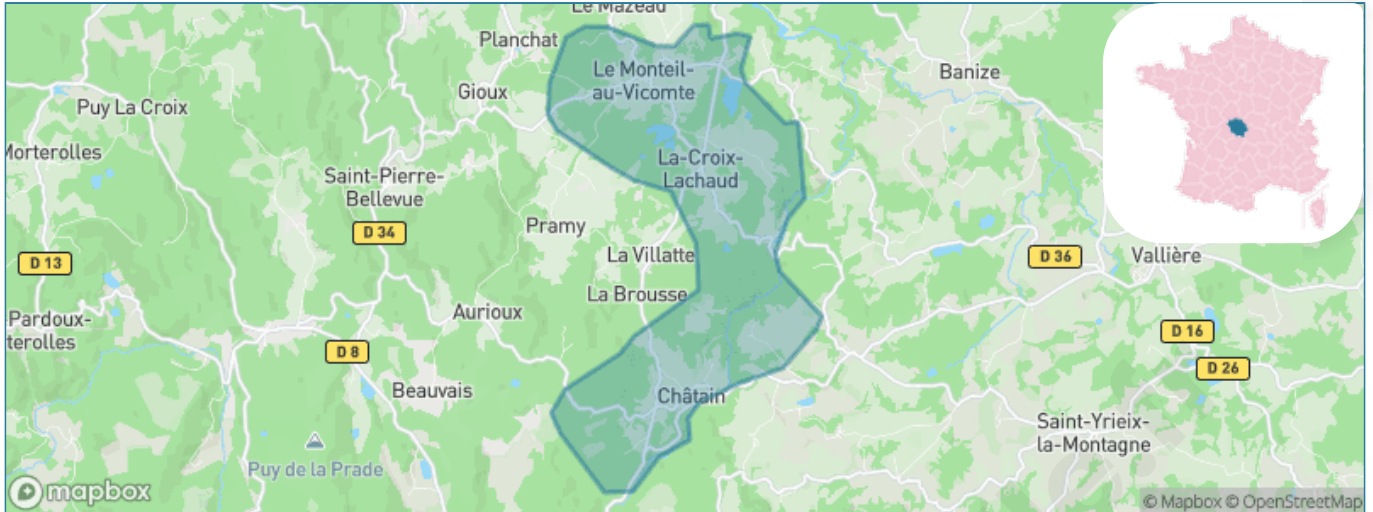 Le Mazeau
Planchat
Le Monteil-
au-Vicomte
Banize
Gioux
Puy La Croix
Morterolles
La-Croix-
Lachaud
Saint-Pierre-
Bellevue
Pramy
D 34
La Villatte
D 36
Vallière
D 13
La Brousse
Aurioux
Pardoux-
terolles
D 16
D 8
D 26
Beauvais
Châtain
Saint-Yrieix-
la-Montagne
Puy de la Prade
mapbox
© Mapbox © OpenStreetMap